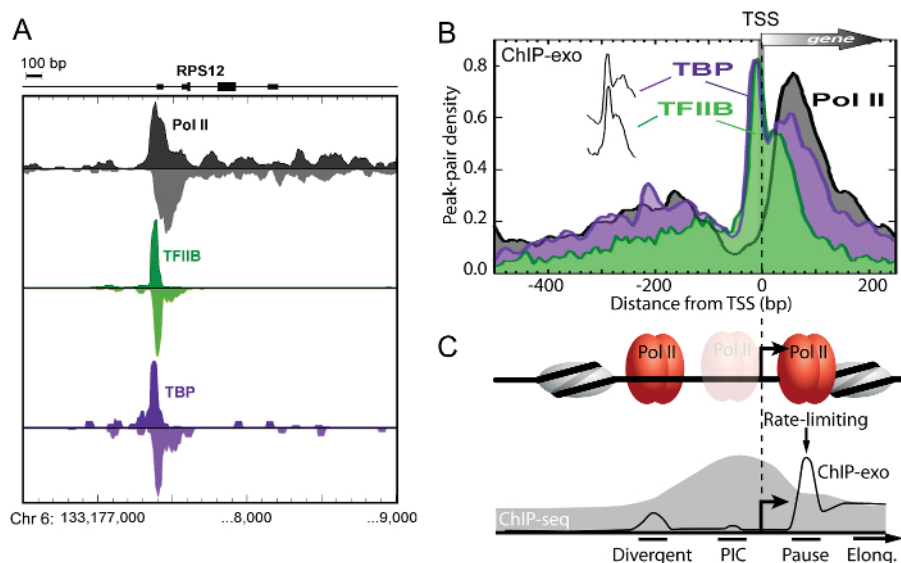 A
100 bp
RPS12
Pol II
TFIIB
TBP
Chr 6: 133,177,000 ...8,000 ...9,000
B
TSS
gene
ChIP-exo
TBP
TFIIB
Pol II
Peak-pair density
0.8
0.6
0.4
0.2
0.0
-400 -200 0 200
Distance from TSS (bp)
C
Pol II Pol II Pol II
Rate-limiting
ChIP-exo
ChIP-seq
Divergent PIC Pause Elong.